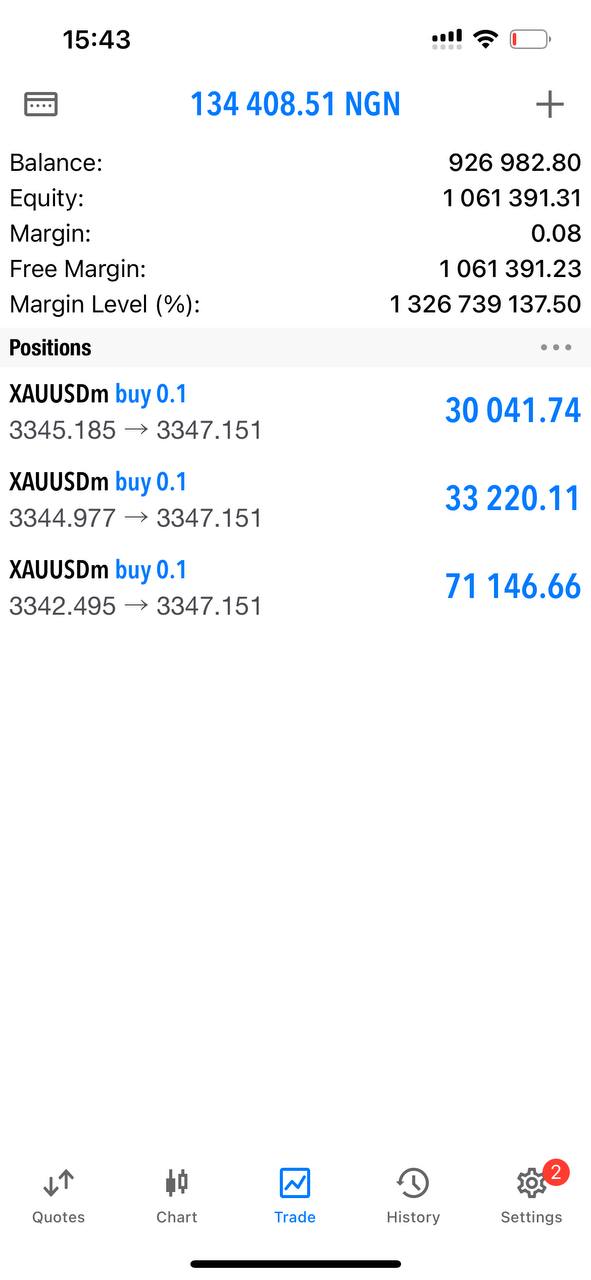 15:43
134 408.51 NGN
Balance: 926 982.80
Equity: 1 061 391.31
Margin: 0.08
Free Margin: 1 061 391.23
Margin Level (%): 1 326 739 137.50
Positions
XAUUSDm buy 0.1
3345.185 → 3347.151
30 041.74
XAUUSDm buy 0.1
3344.977 → 3347.151
33 220.11
XAUUSDm buy 0.1
3342.495 → 3347.151
71 146.66
2
Quotes Chart Trade History Settings